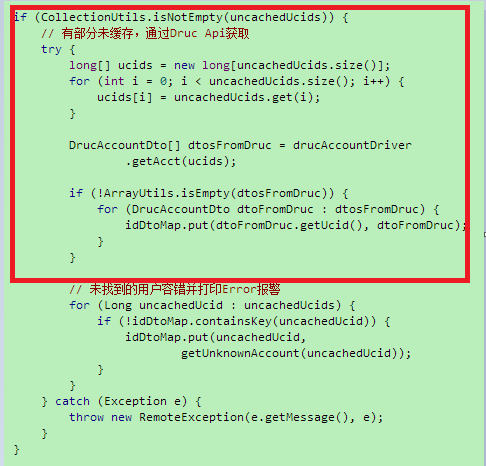 if (CollectionUtils.isNotEmpty(uncachedUcids)) {
// 有部分未缓存，通过Druc Api获取
try {
long[] ucids = new long[uncachedUcids.size()];
for (int i = 0; i < uncachedUcids.size(); i++) {
ucids[i] = uncachedUcids.get(i);
}
DrucAccountDto[] dtosFromDruc = drucAccountDriver
.getAcct(ucids);
if (!ArrayUtils.isEmpty(dtosFromDruc)) {
for (DrucAccountDto dtoFromDruc : dtosFromDruc) {
idDtoMap.put(dtoFromDruc.getUcid(), dtoFromDruc);
}
}
// 未找到的用户容错并打印Error报警
for (Long uncachedUcid : uncachedUcids) {
if (!idDtoMap.containsKey(uncachedUcid)) {
idDtoMap.put(uncachedUcid,
getUnknownAccount(uncachedUcid));
}
}
} catch (Exception e) {
throw new RemoteException(e.getMessage(), e);
}
}